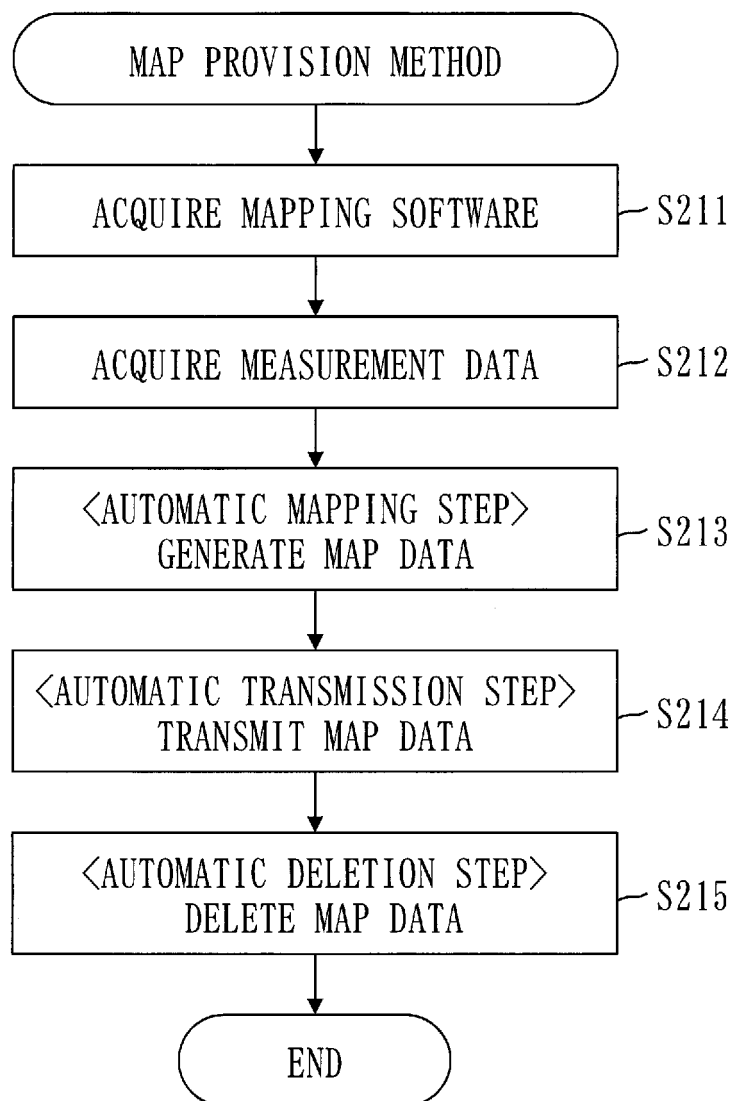 MAP PROVISION METHOD
ACQUIRE MAPPING SOFTWARE
S211
ACQUIRE MEASUREMENT DATA
S212
<AUTOMATIC MAPPING STEP>
GENERATE MAP DATA
S213
<AUTOMATIC TRANSMISSION STEP>
TRANSMIT MAP DATA
S214
<AUTOMATIC DELETION STEP>
DELETE MAP DATA
S215
END